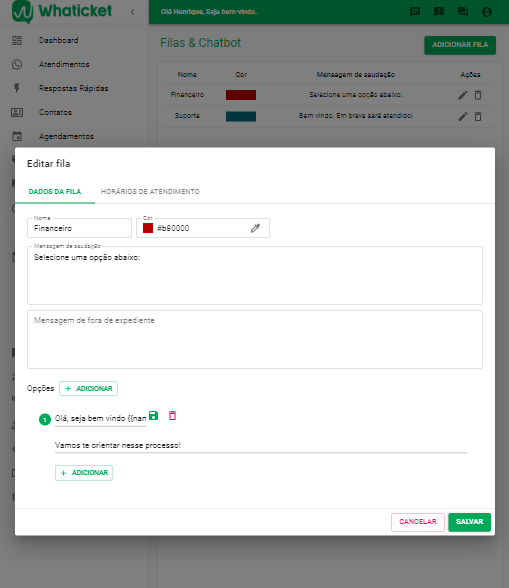 Whaticket
Olá Henrique, Seja bem-vindo.
Dashboard
Atendimentos
Respostas Rápidas
Contatos
Agendamentos
Filas & Chatbot
ADICIONAR FILA
Nome Cor Mensagem de saudação Ações
Financeiro Selecione uma opção abaixo:
Suporte Bem vindo. Em breve será atendido!
Editar fila
DADOS DA FILA HORÁRIOS DE ATENDIMENTO
Nome
Financeiro
Cor
#b80000
Mensagem de saudação
Selecione uma opção abaixo:
Mensagem de fora de expediente
Opções + ADICIONAR
1 Olá, seja bem vindo {{nam
Vamos te orientar nesse processo!
+ ADICIONAR
CANCELAR SALVAR